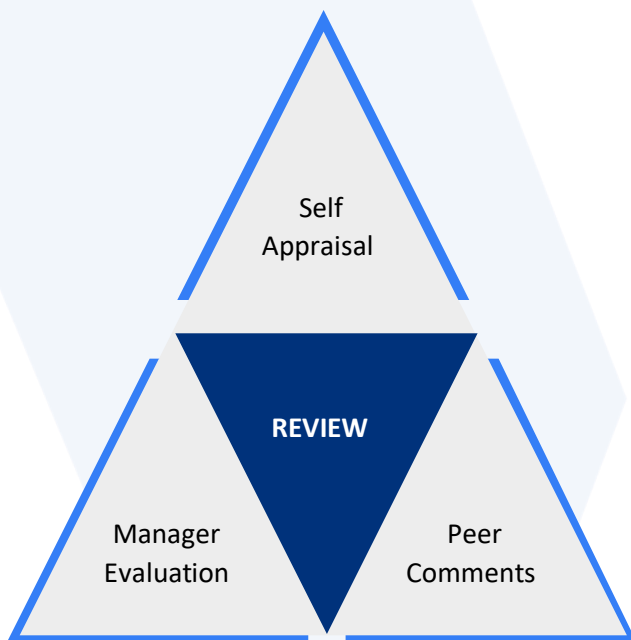 Self
Appraisal
REVIEW
Manager
Evaluation
Peer
Comments